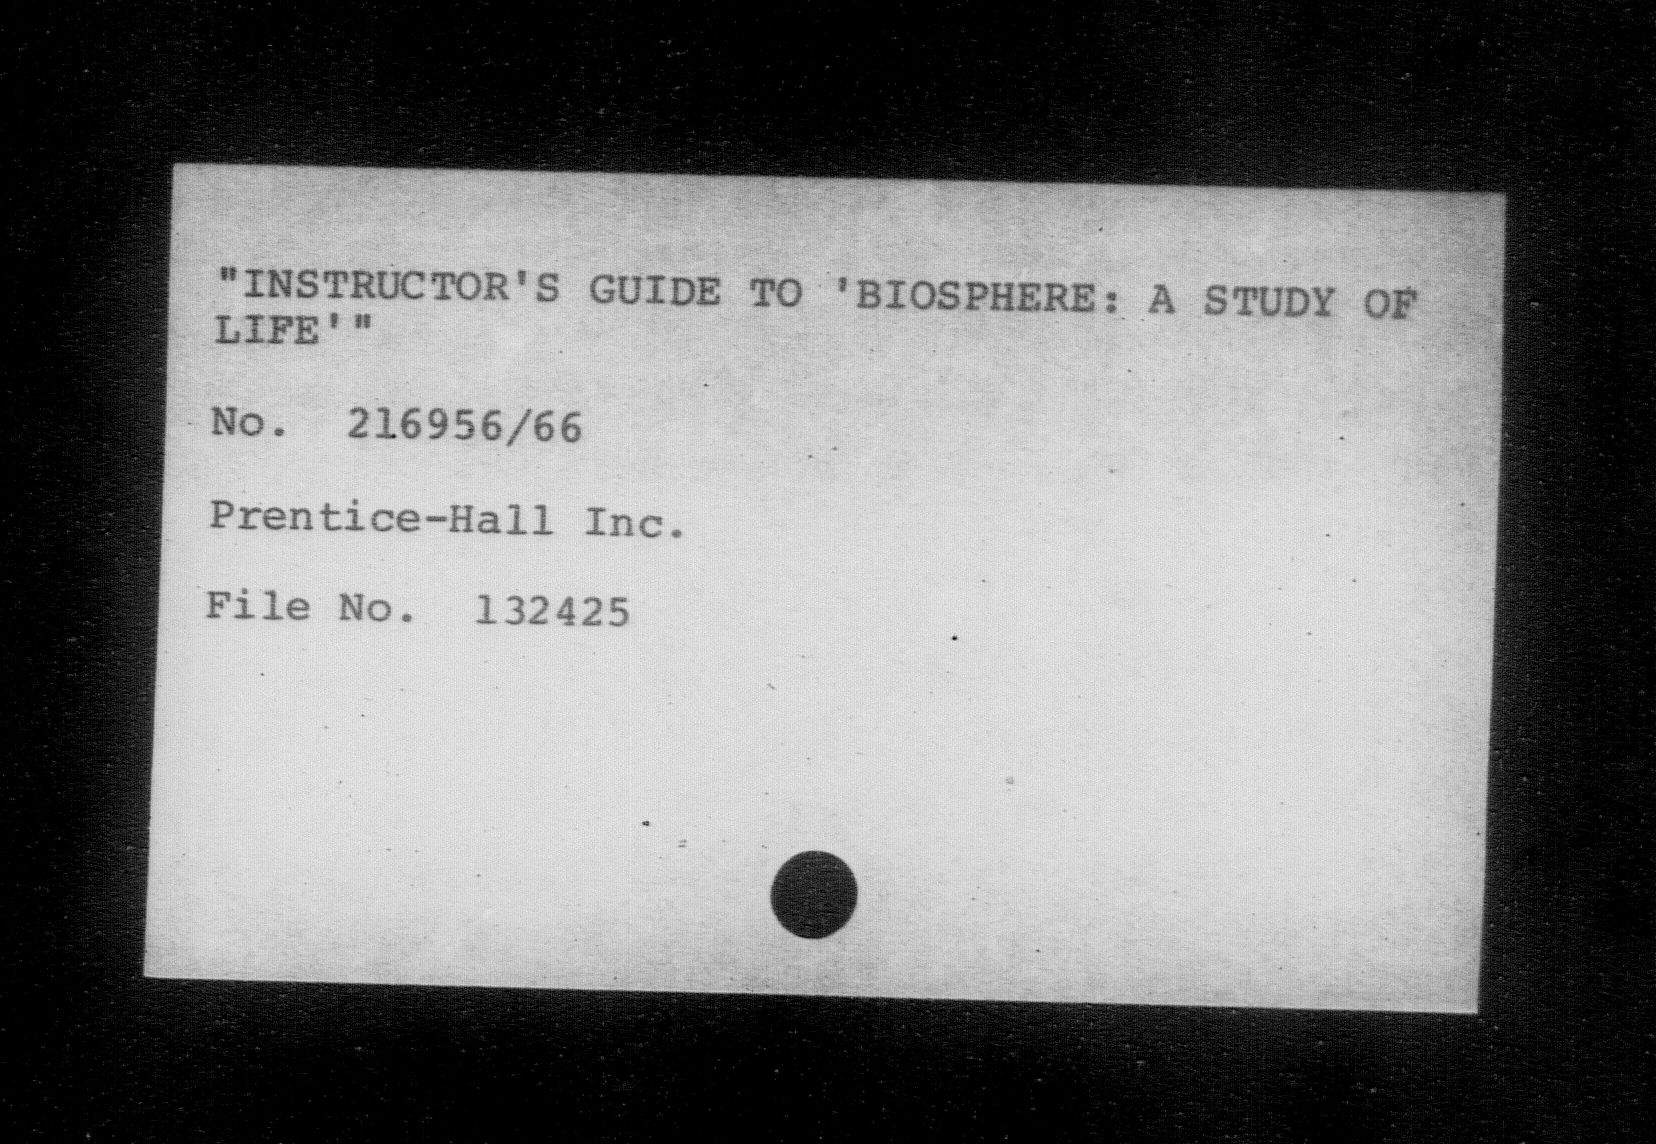 "INSTRUCTOR'S GUIDE TO 'BIOSPHERE: A STUDY OF
LIFE'"
No. 216956/66
Prentice-Hall Inc.
File No. 132425